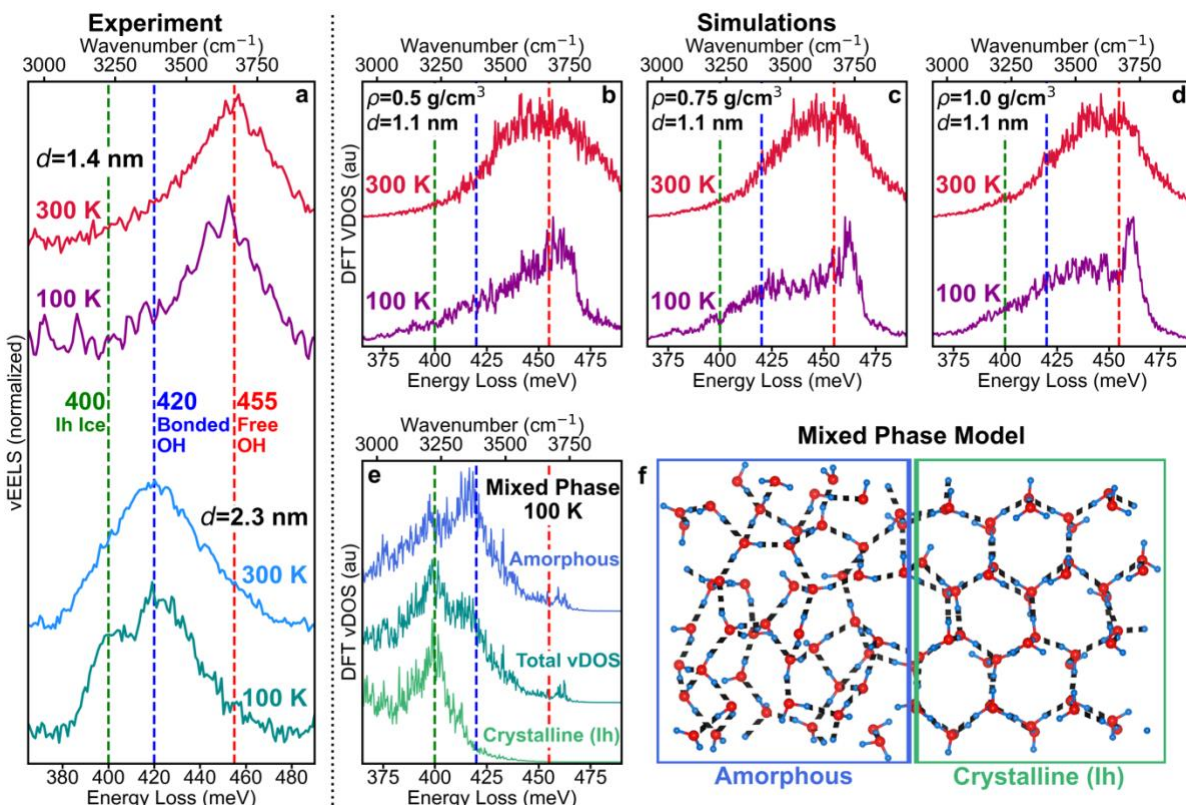 Experiment
Wavenumber (cm⁻¹)
3000 3250 3500 3750
a
d=1.4 nm
300 K
100 K
400
Ih Ice
420
Bonded
OH
455
Free
OH
d=2.3 nm
300 K
100 K
vEELS (normalized)
380 400 420 440 460 480
Energy Loss (meV)
Simulations
Wavenumber (cm⁻¹)
3000 3250 3500 3750
b
ρ=0.5 g/cm³
d=1.1 nm
300 K
100 K
DFT VDOS (au)
375 400 425 450 475
Energy Loss (meV)
Wavenumber (cm⁻¹)
3000 3250 3500 3750
c
ρ=0.75 g/cm³
d=1.1 nm
300 K
100 K
375 400 425 450 475
Energy Loss (meV)
Wavenumber (cm⁻¹)
3000 3250 3500 3750
d
ρ=1.0 g/cm³
d=1.1 nm
300 K
100 K
375 400 425 450 475
Energy Loss (meV)
Wavenumber (cm⁻¹)
3000 3250 3500 3750
e
Mixed Phase
100 K
Amorphous
Total vDOS
Crystalline (Ih)
DFT vDOS (au)
375 400 425 450 475
Energy Loss (meV)
Mixed Phase Model
f
Amorphous
Crystalline (Ih)